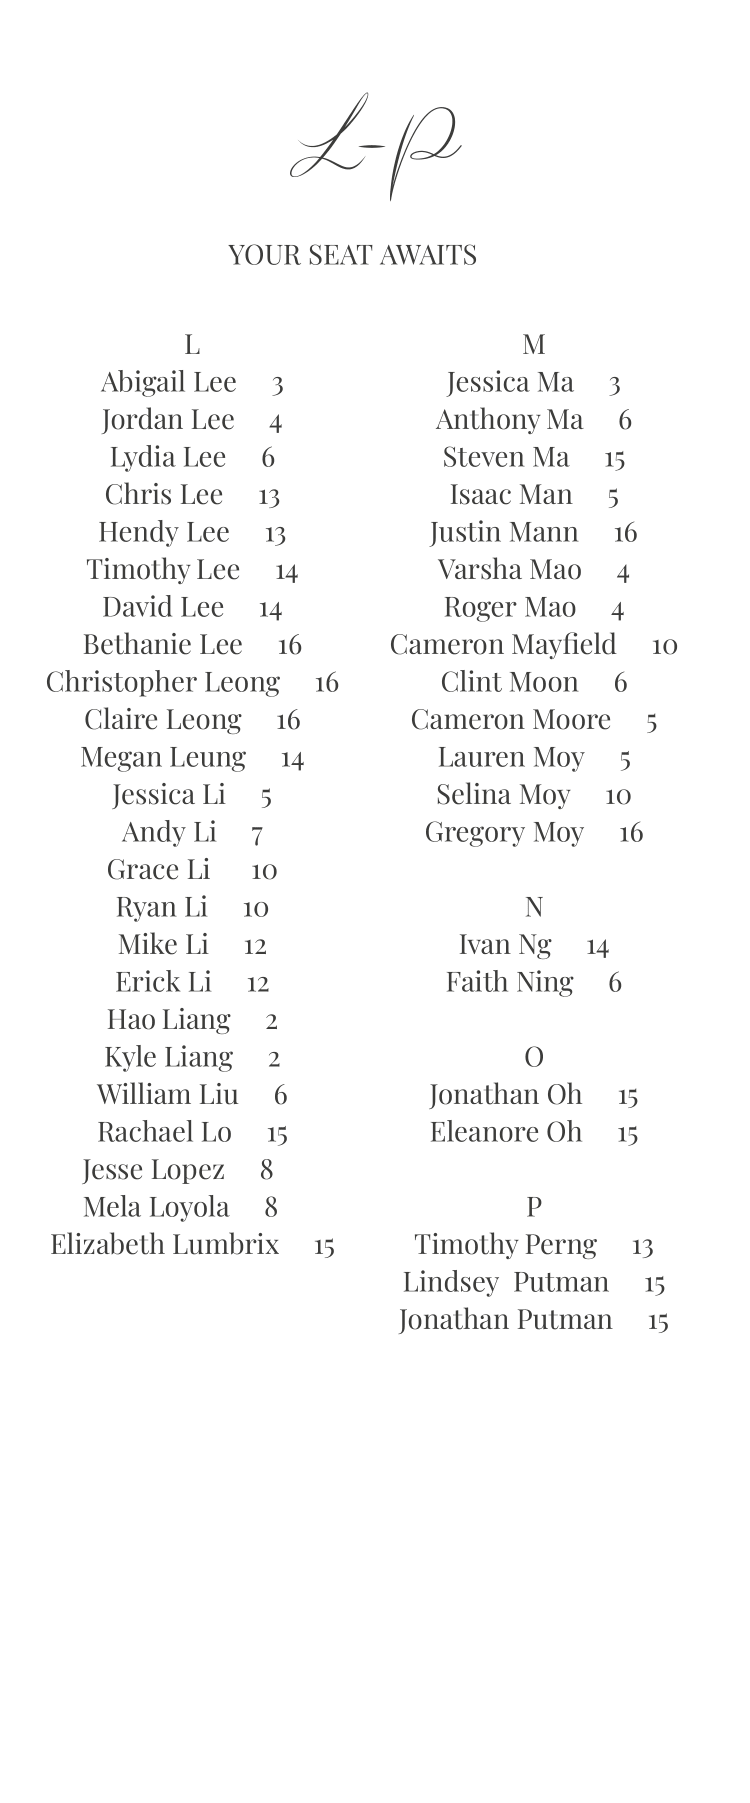 L-P
YOUR SEAT AWAITS
L
Abigail Lee 3
Jordan Lee 4
Lydia Lee 6
Chris Lee 13
Hendy Lee 13
Timothy Lee 14
David Lee 14
Bethanie Lee 16
Christopher Leong 16
Claire Leong 16
Megan Leung 14
Jessica Li 5
Andy Li 7
Grace Li 10
Ryan Li 10
Mike Li 12
Erick Li 12
Hao Liang 2
Kyle Liang 2
William Liu 6
Rachael Lo 15
Jesse Lopez 8
Mela Loyola 8
Elizabeth Lumbrix 15
M
Jessica Ma 3
Anthony Ma 6
Steven Ma 15
Isaac Man 5
Justin Mann 16
Varsha Mao 4
Roger Mao 4
Cameron Mayfield 10
Clint Moon 6
Cameron Moore 5
Lauren Moy 5
Selina Moy 10
Gregory Moy 16
N
Ivan Ng 14
Faith Ning 6
O
Jonathan Oh 15
Eleanore Oh 15
P
Timothy Perng 13
Lindsey Putman 15
Jonathan Putman 15